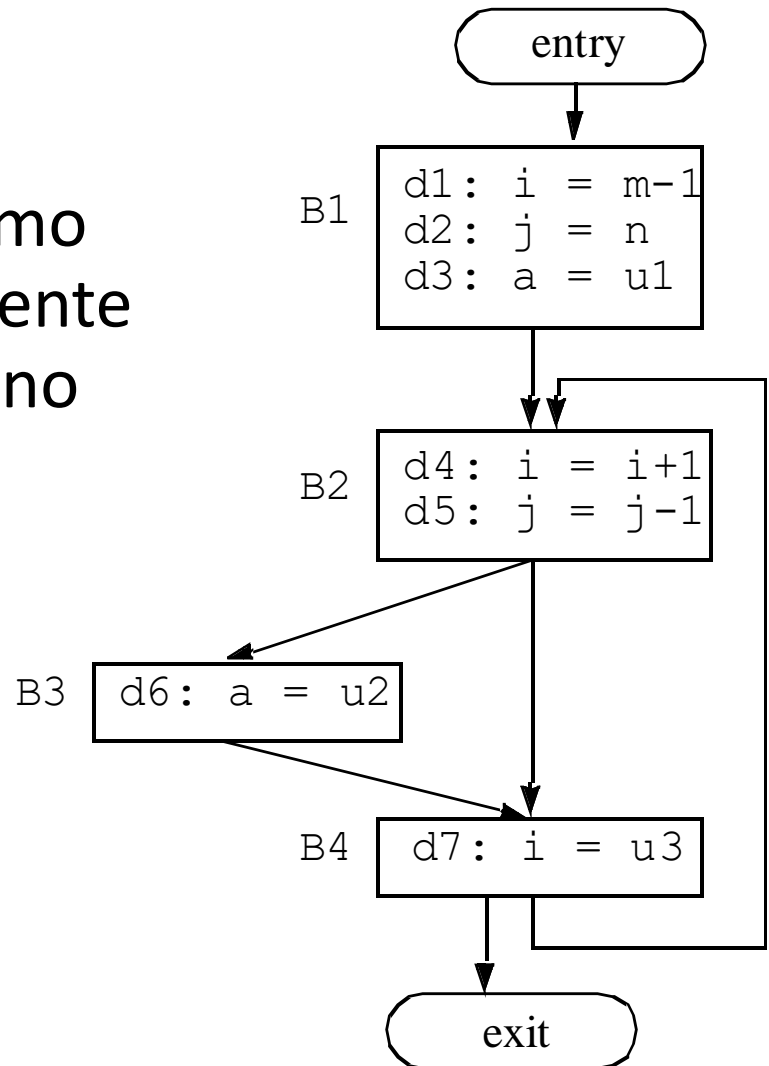 entry
mo
ente
no
B1
d1: i = m-1
d2: j = n
d3: a = u1
B2
d4: i = i+1
d5: j = j-1
B3
d6: a = u2
B4
d7: i = u3
exit